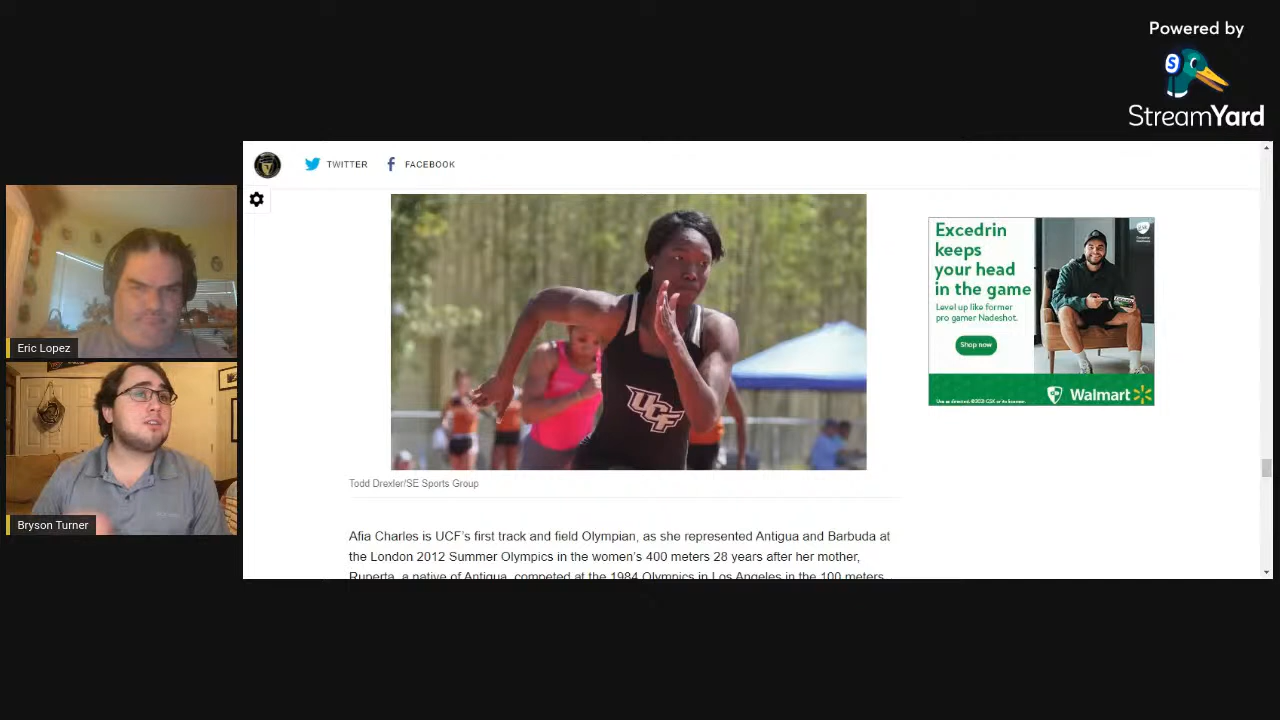 Powered by
StreamYard
TWITTER
FACEBOOK
Eric Lopez
Bryson Turner
UCF
Todd Drexler/SE Sports Group
Afia Charles is UCF's first track and field Olympian, as she represented Antigua and Barbuda at
the London 2012 Summer Olympics in the women's 400 meters 28 years after her mother,
Ruperta, a native of Antigua, competed at the 1984 Olympics in Los Angeles in the 100 meters
Excedrin
keeps
your head
in the game
Level up like former
pro gamer Nadeshot.
Shop now
Walmart